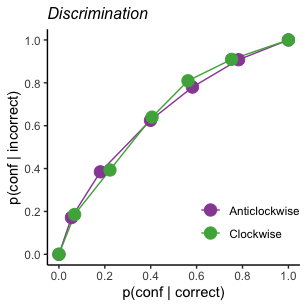 Discrimination
1.0
0.8
0.6
0.4
0.2
0.0
p(conf | incorrect)
Anticlockwise
Clockwise
0.0 0.2 0.4 0.6 0.8 1.0
p(conf | correct)